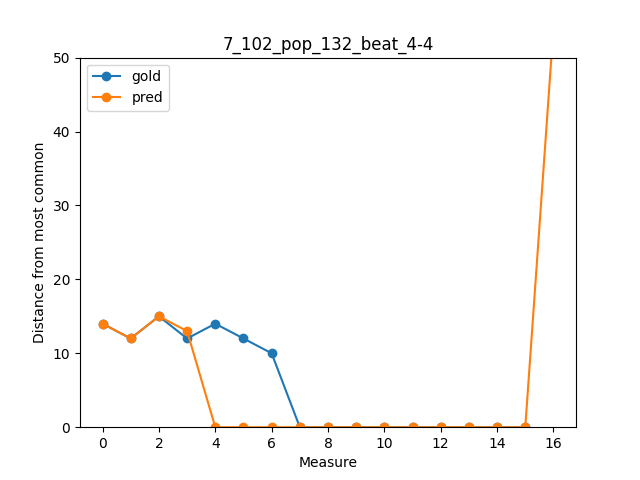 7_102_pop_132_beat_4-4
gold
pred
Distance from most common
50
40
30
20
10
0
0 2 4 6 8 10 12 14 16
Measure